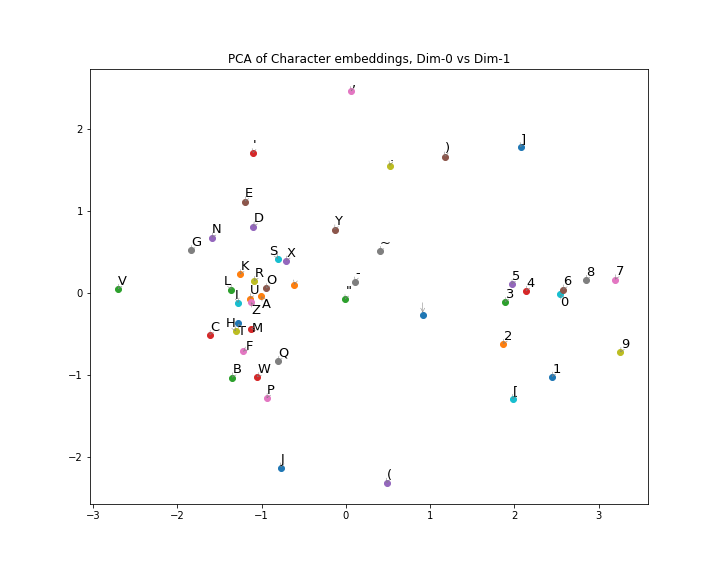 PCA of Character embeddings, Dim-0 vs Dim-1
,
'
]
)
.
E
D
N
Y
G
~
S
X
K
R
5
4
6
8
7
V
L
O
-
I
U
A
"
3
0
Z
H
T
M
C
2
F
Q
9
B
W
1
P
[
J
(
2
1
0
−1
−2
−3
−2
−1
0
1
2
3